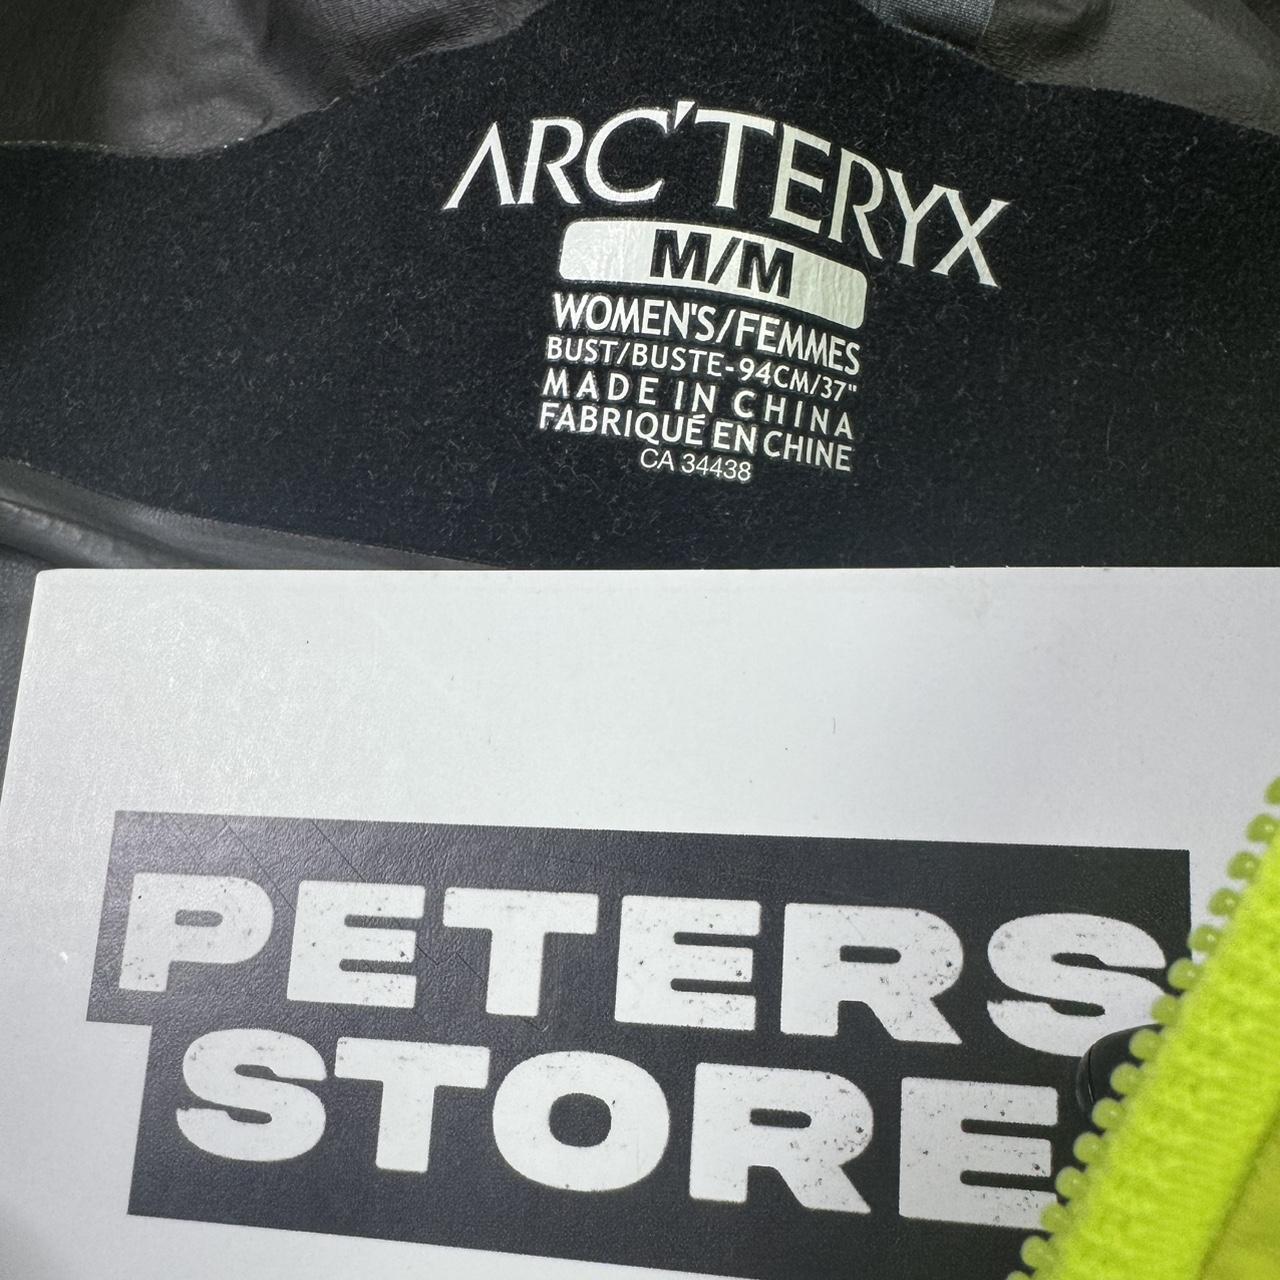 ARC'TERYX
M/M
WOMEN'S/FEMMES
BUST/BUSTE-94CM/37"
MADE IN CHINA
FABRIQUÉ EN CHINE
CA 34438
PETERS
STORE